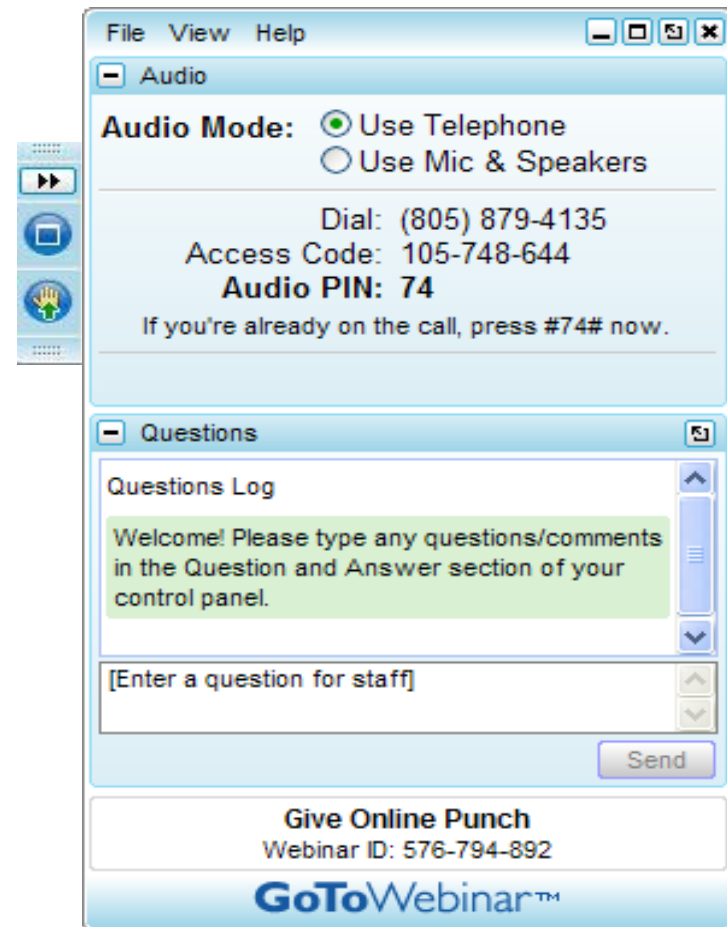 File View Help
Audio
Audio Mode: Use Telephone
Use Mic & Speakers
Dial: (805) 879-4135
Access Code: 105-748-644
Audio PIN: 74
If you're already on the call, press #74# now.
Questions
Questions Log
Welcome! Please type any questions/comments
in the Question and Answer section of your
control panel.
[Enter a question for staff]
Send
Give Online Punch
Webinar ID: 576-794-892
GoToWebinar™